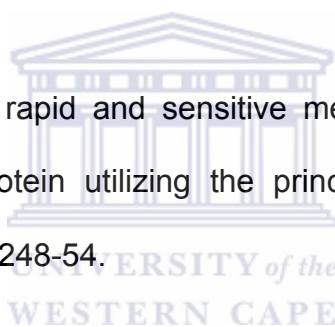 rapid and sensitive me
otein utilizing the princ
248-54.
UNIVERSITY of the
WESTERN CAPE